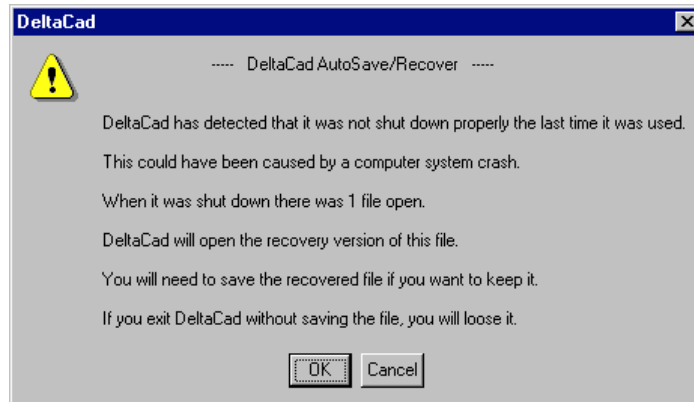 DeltaCad
----- DeltaCad AutoSave/Recover -----
DeltaCad has detected that it was not shut down properly the last time it was used.
This could have been caused by a computer system crash.
When it was shut down there was 1 file open.
DeltaCad will open the recovery version of this file.
You will need to save the recovered file if you want to keep it.
If you exit DeltaCad without saving the file, you will loose it.
OK Cancel